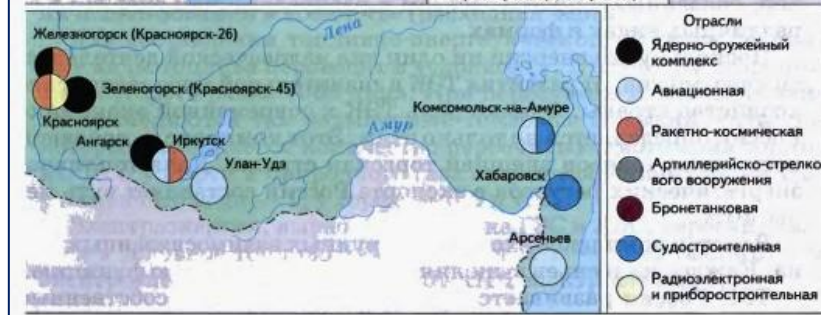 Железногорск (Красноярск-26)
Лена
Зеленогорск (Красноярск-45)
Красноярск
Ангарск
Иркутск
Улан-Удэ
Амур
Комсомольск-на-Амуре
Хабаровск
Арсеньев
Отрасли
Ядерно-оружейный
комплекс
Авиационная
Ракетно-космическая
Артиллерийско-стрелко-
вого вооружения
Бронетанковая
Судостроительная
Радиоэлектронная
и приборостроительная